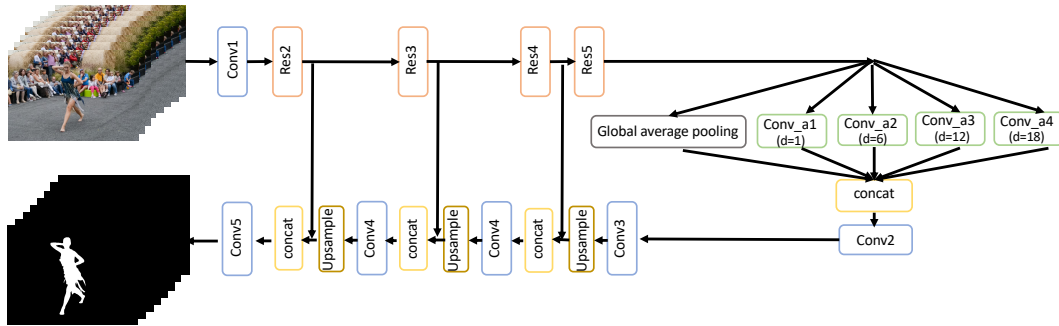 Conv1
Res2
Res3
Res4
Res5
Global average pooling
Conv_a1
(d=1)
Conv_a2
(d=6)
Conv_a3
(d=12)
Conv_a4
(d=18)
concat
Conv2
Conv5
concat
Upsample
Conv4
concat
Upsample
Conv4
concat
Upsample
Conv3